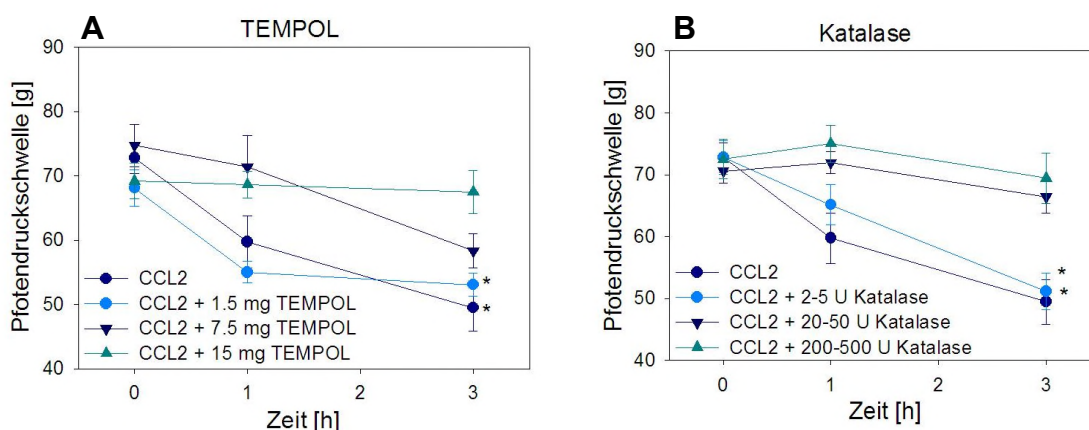 A
TEMPOL
Pfotendruckschwelle [g]
90
80
70
60
50
40
CCL2
CCL2 + 1.5 mg TEMPOL
CCL2 + 7.5 mg TEMPOL
CCL2 + 15 mg TEMPOL
*
*
0
1
2
3
Zeit [h]
B
Katalase
Pfotendruckschwelle [g]
90
80
70
60
50
40
CCL2
CCL2 + 2-5 U Katalase
CCL2 + 20-50 U Katalase
CCL2 + 200-500 U Katalase
*
*
0
1
2
3
Zeit [h]